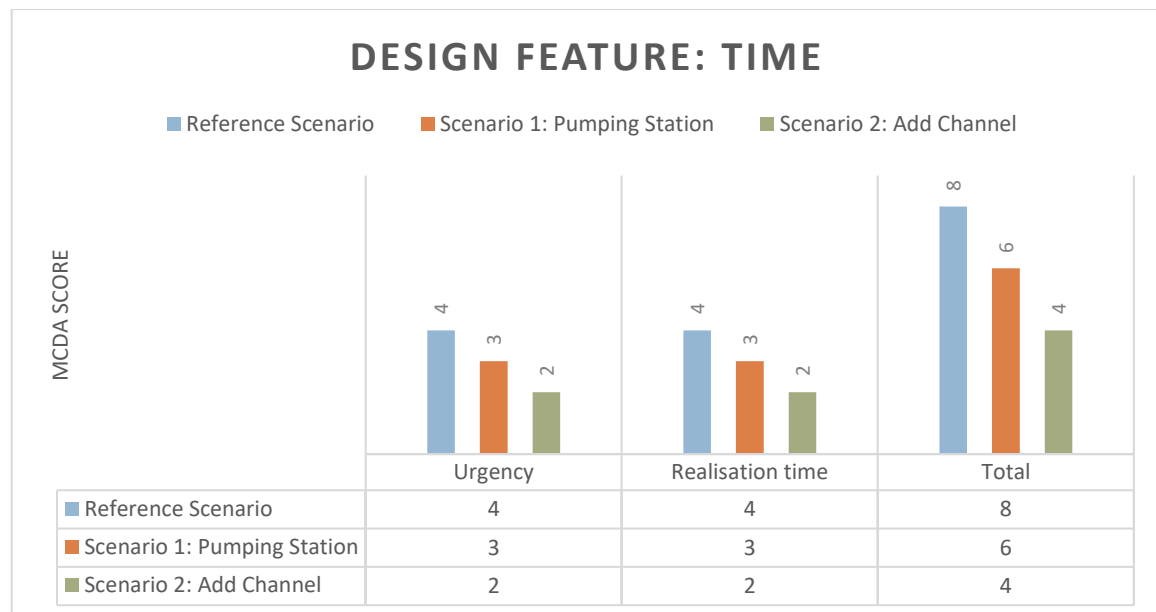 DESIGN FEATURE: TIME
Reference Scenario Scenario 1: Pumping Station Scenario 2: Add Channel
MCDA SCORE
4 3 2 4 3 2 8 6 4
Urgency Realisation time Total
Reference Scenario 4 4 8
Scenario 1: Pumping Station 3 3 6
Scenario 2: Add Channel 2 2 4